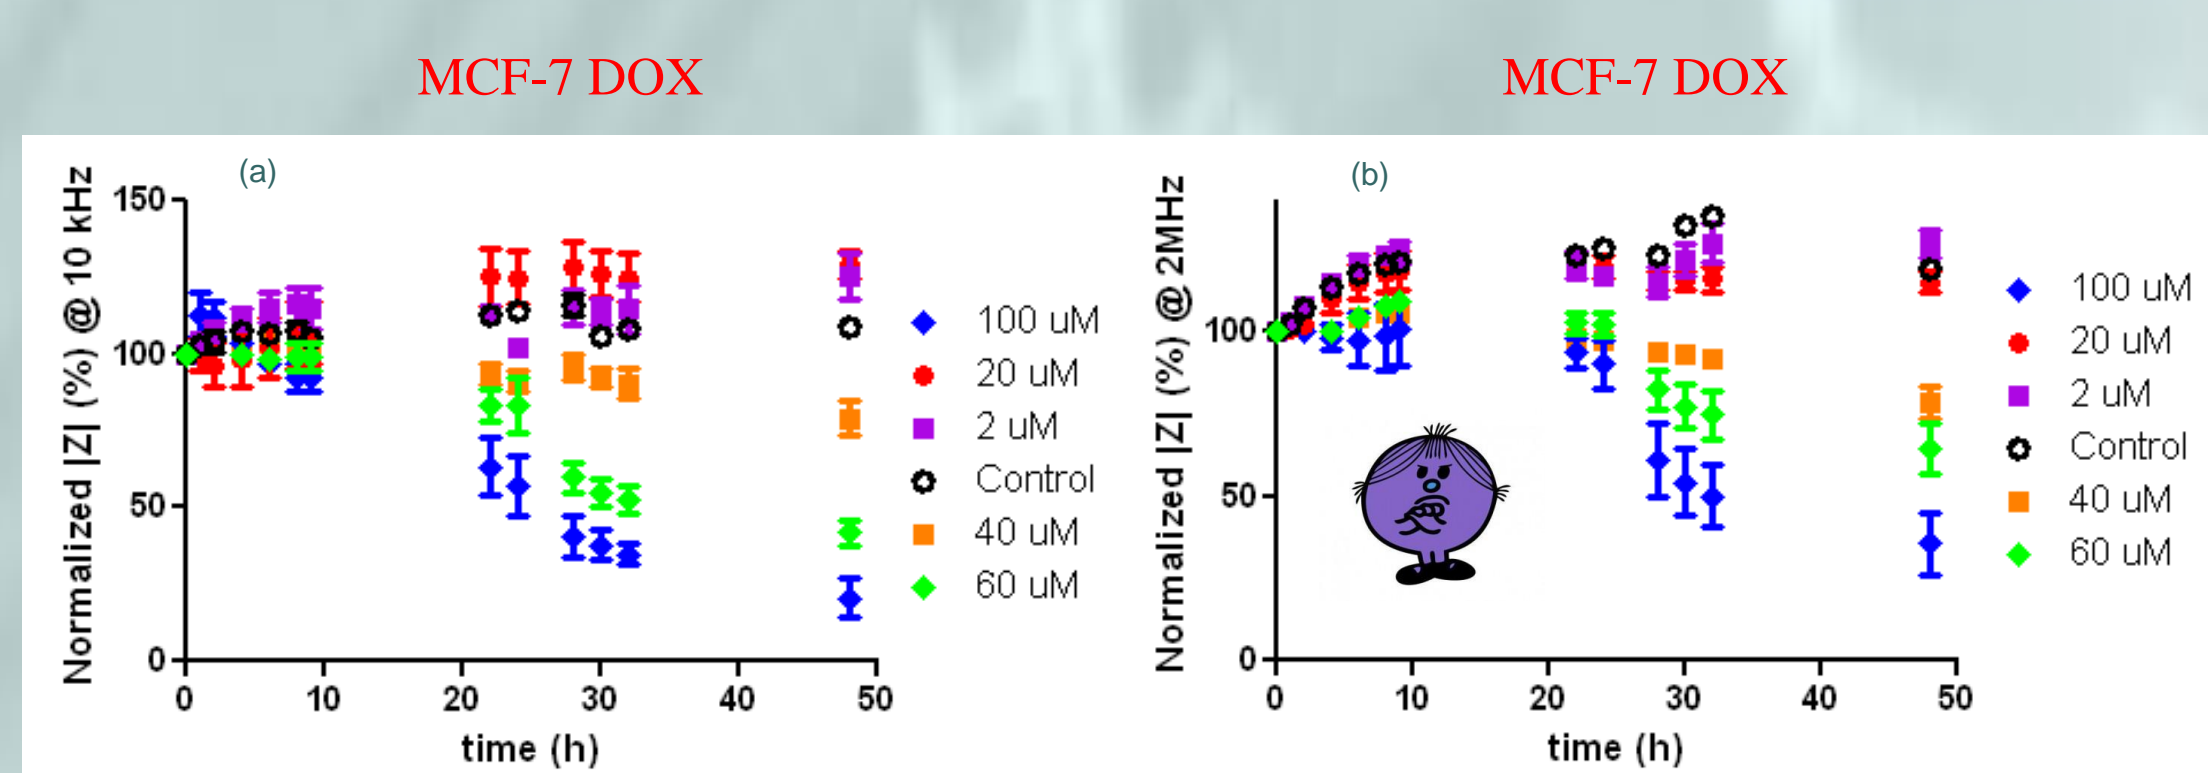 MCF-7 DOX
MCF-7 DOX
(a)
Normalized |Z| (%) @ 10 kHz
150
100
50
0
0 10 20 30 40 50
time (h)
100 uM
20 uM
2 uM
Control
40 uM
60 uM
(b)
Normalized |Z| (%) @ 2MHz
100
50
0
0 10 20 30 40 50
time (h)
100 uM
20 uM
2 uM
Control
40 uM
60 uM